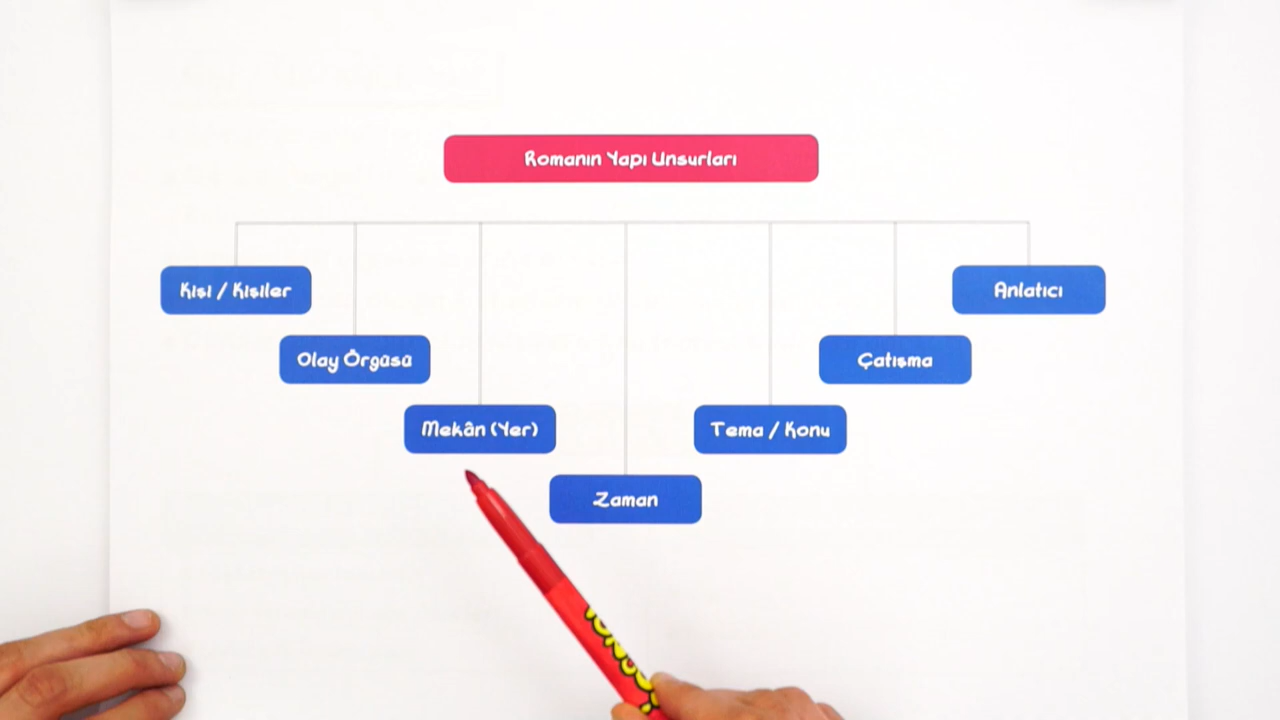 Romanın Yapı Unsurları
Kişi / Kişiler
Anlatıcı
Olay Örgüsü
Çatışma
Mekân (Yer)
Tema / Konu
Zaman